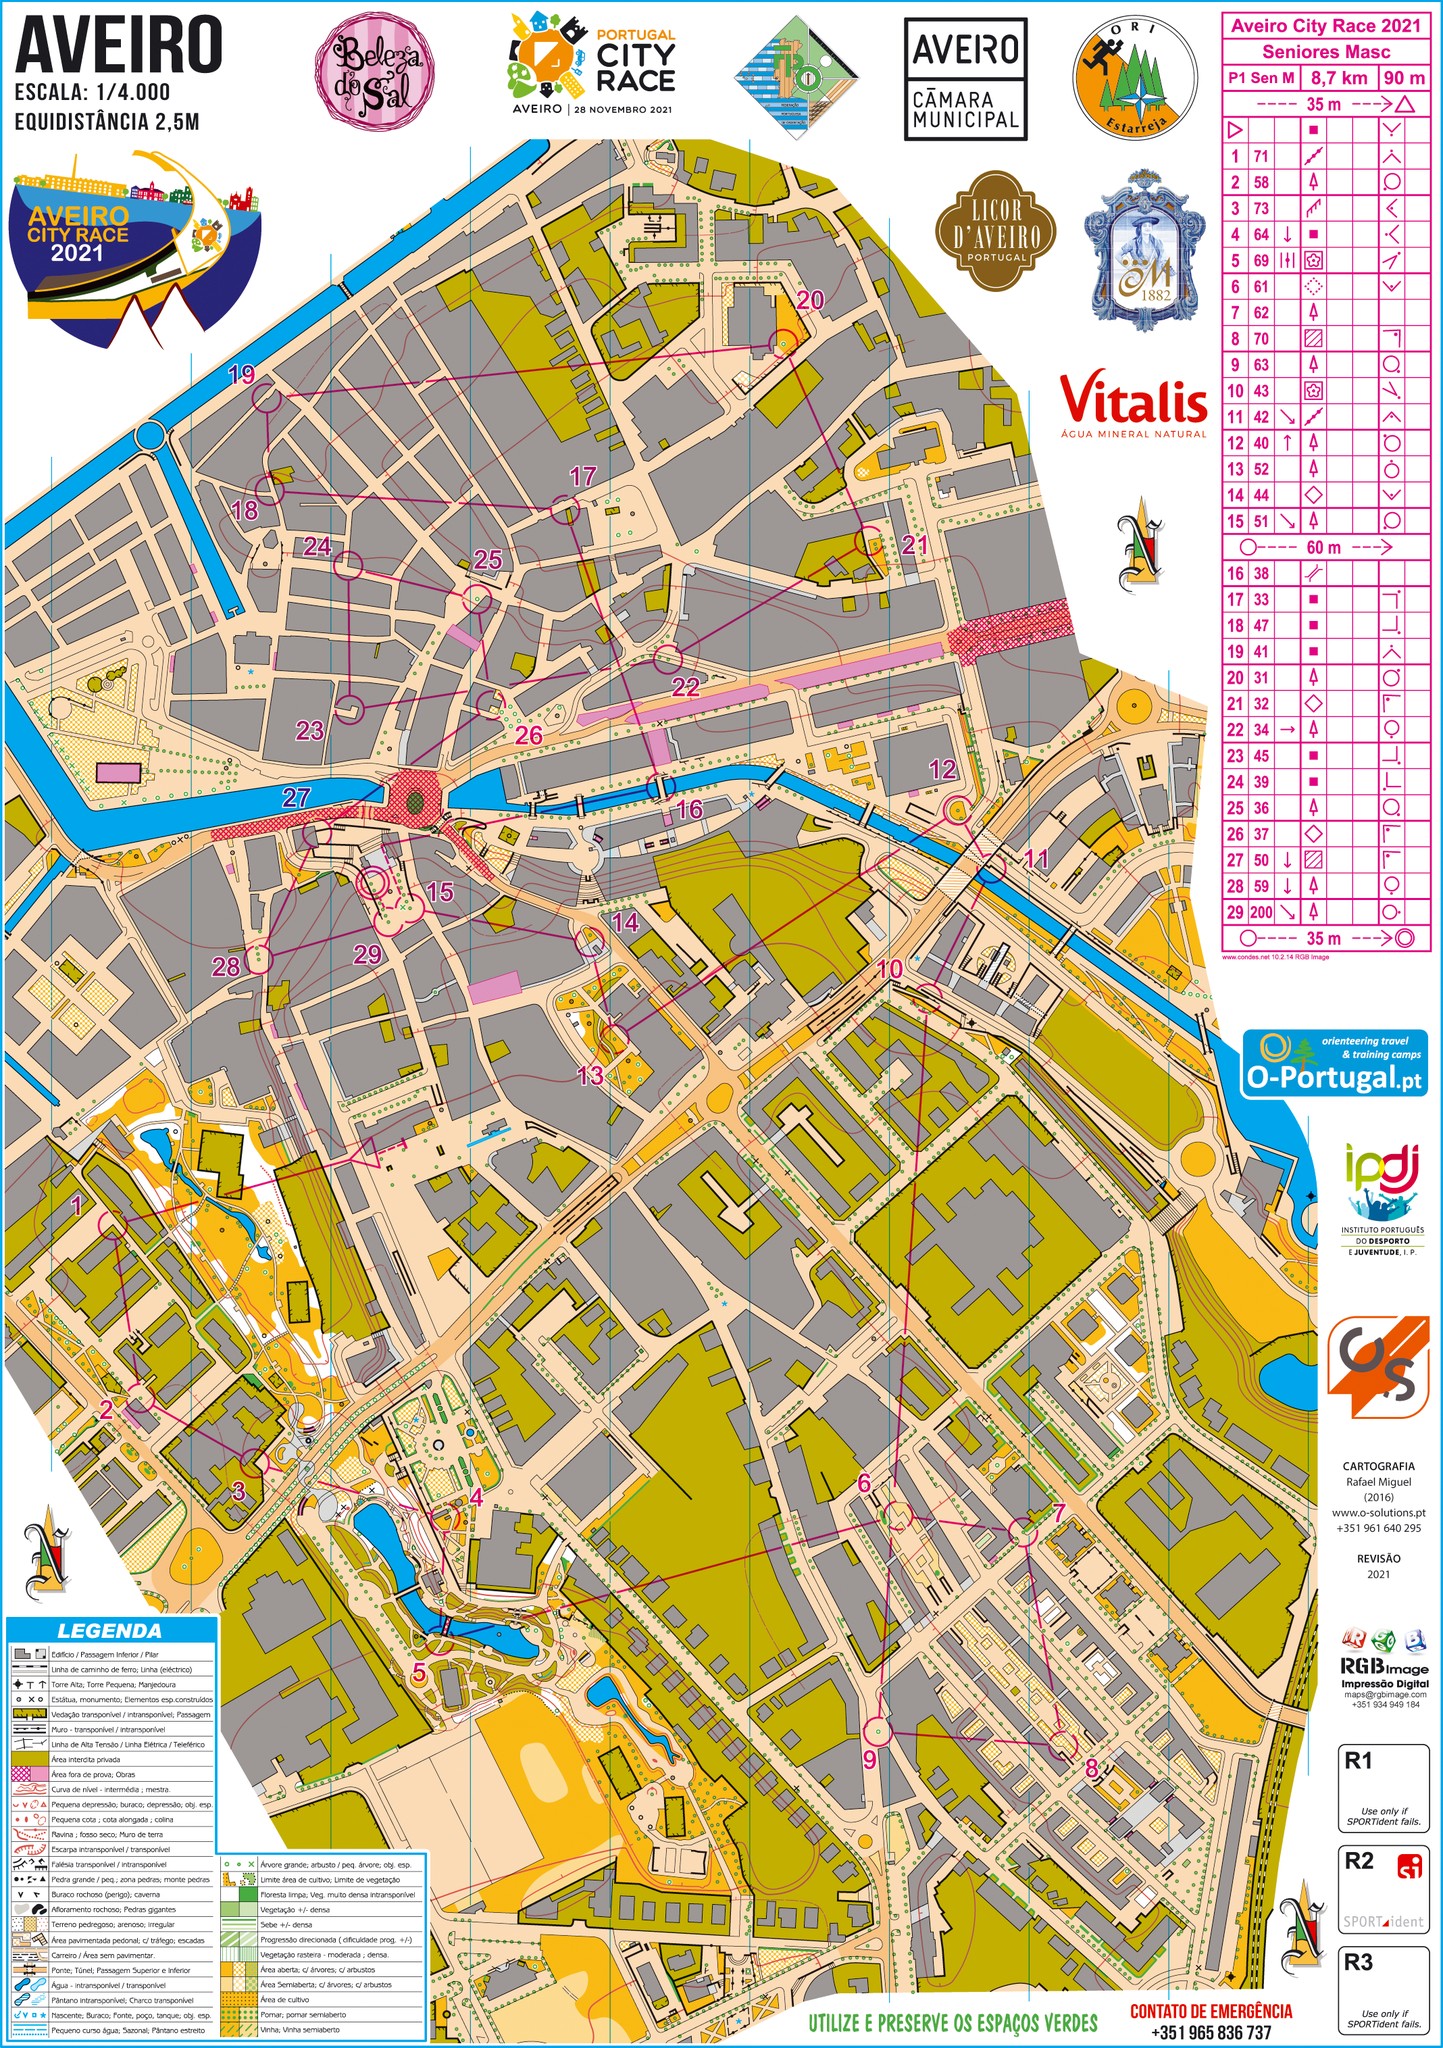 AVEIRO
ESCALA: 1/4.000
EQUIDISTÂNCIA 2,5M
AVEIRO
CITY RACE
2021
Beleza
do Sal
PORTUGAL
CITY
RACE
AVEIRO | 28 NOVEMBRO 2021
AVEIRO
CÂMARA
MUNICIPAL
ORI
Estarreja
LICOR
D'AVEIRO
PORTUGAL
M
1882
Vitalis
ÁGUA MINERAL NATURAL
Aveiro City Race 2021
Seniores Masc
P1 Sen M 8,7 km 90 m
35 m
1 71
2 58
3 73
4 64
5 69
6 61
7 62
8 70
9 63
10 43
11 42
12 40
13 52
14 44
15 51
60 m
16 38
17 33
18 47
19 41
20 31
21 32
22 34
23 45
24 39
25 36
26 37
27 50
28 59
29 200
35 m
www.condes.net 10.2.14 RGB Image
20
19
17
18
24
25
21
22
23
26
12
27
16
11
15
14
28
29
10
13
1
2
3
4
6
7
5
9
8
orienteering travel
& training camps
O-Portugal.pt
ipdj
INSTITUTO PORTUGUÊS
DO DESPORTO
E JUVENTUDE, I. P.
CARTOGRAFIA
Rafael Miguel
(2016)
www.o-solutions.pt
+351 961 640 295
REVISÃO
2021
RGB
RGBImage
Impressão Digital
maps@rgbimage.com
+351 934 949 184
R1
Use only if
SPORTident fails.
R2
si
SPORTident
R3
Use only if
SPORTident fails.
LEGENDA
Edifício / Passagem Inferior / Pilar
Linha de caminho de ferro; Linha (eléctrico)
Torre Alta; Torre Pequena; Manjedoura
Estátua, monumento; Elementos esp.construídos
Vedação transponível / intransponível; Passagem
Muro - transponível / intransponível
Linha de Alta Tensão / Linha Elétrica / Teleférico
Área interdita privada
Área fora de prova; Obras
Curva de nível - intermédia ; mestra.
Pequena depressão; buraco; depressão; obj. esp.
Pequena cota ; cota alongada ; colina
Ravina ; fosso seco; Muro de terra
Escarpa intransponível / transponível
Falésia transponível / intransponível
Pedra grande / peq ; zona pedras; monte pedras
Buraco rochoso (perigo); caverna
Afloramento rochoso; Pedras gigantes
Terreno pedregoso; arenoso; irregular
Área pavimentada pedonal; c/ tráfego; escadas
Carreiro / Área sem pavimentar.
Ponte; Túnel; Passagem Superior e Inferior
Água - intransponível / transponível
Pântano intransponível; Charco transponível
Nascente; Buraco; Fonte, poço, tanque; obj. esp.
Pequeno curso água; Sazonal; Pântano estreito
Árvore grande; arbusto / peq. árvore; obj. esp.
Limite área de cultivo; Limite de vegetação
Floresta limpa; Veg. muito densa intransponível
Vegetação +/- densa
Sebe +/- densa
Progressão direcionada ( dificuldade prog. +/-)
Vegetação rasteira - moderada ; densa.
Área aberta; c/ árvores; c/ arbustos
Área Semiaberta; c/ árvores; c/ arbustos
Área de cultivo
Pomar; pomar semiaberto
Vinha; Vinha semiaberto
UTILIZE E PRESERVE OS ESPAÇOS VERDES
CONTATO DE EMERGÊNCIA
+351 965 836 737